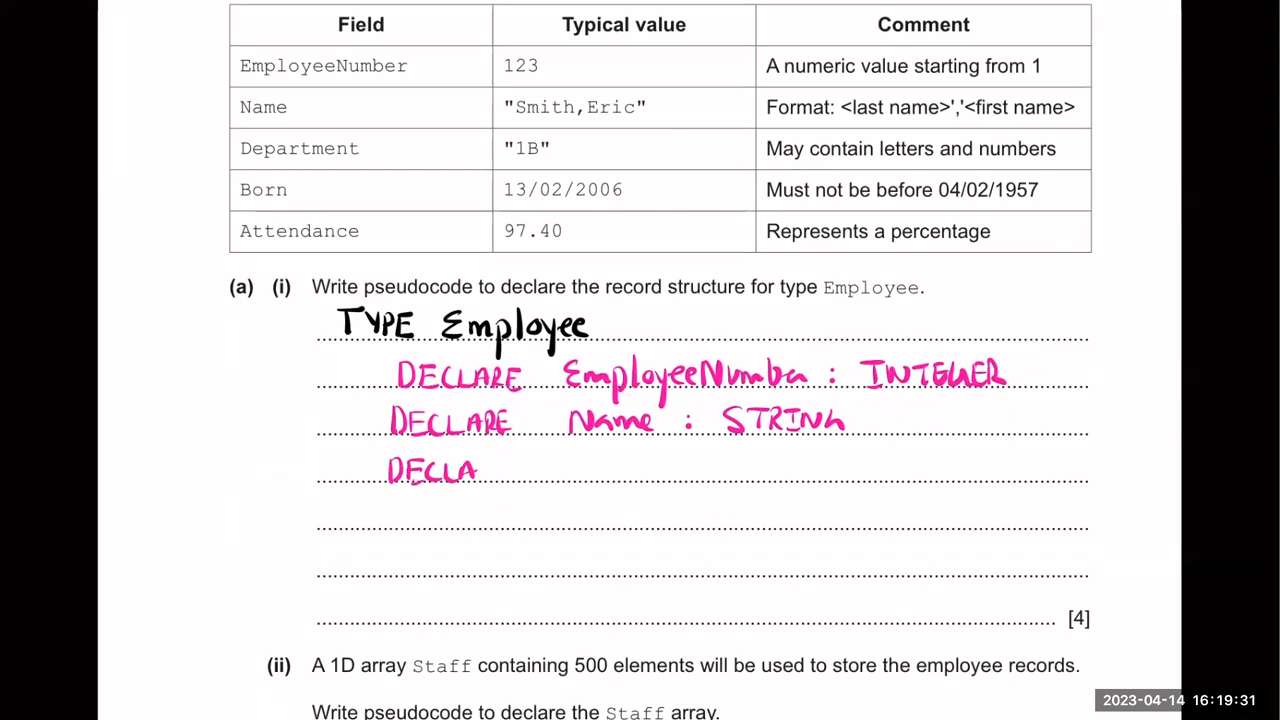 Field Typical value Comment
EmployeeNumber 123 A numeric value starting from 1
Name "Smith,Eric" Format: <last name>','<first name>
Department "1B" May contain letters and numbers
Born 13/02/2006 Must not be before 04/02/1957
Attendance 97.40 Represents a percentage
(a) (i) Write pseudocode to declare the record structure for type Employee.
TYPE Employee
DECLARE EmployeeNumber : INTEGER
DECLARE Name : STRING
DECLA
[4]
(ii) A 1D array Staff containing 500 elements will be used to store the employee records.
Write pseudocode to declare the Staff array.
2023-04-14 16:19:31